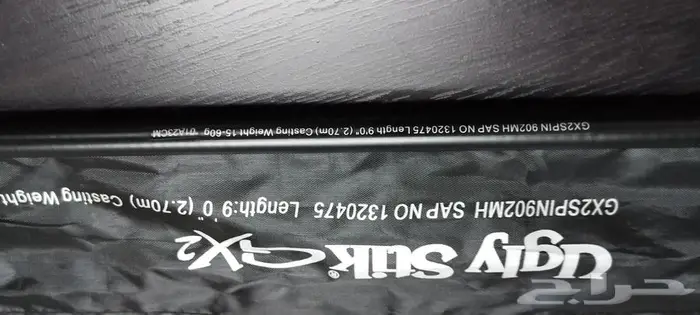 Ugly Stik® GX2
GX2SPIN902MH SAP NO 1320475 Length:9'0" (2.70m) Casting Weight
GX2SPIN 902MH SAP NO 1320475 Length 9'0" (2.70m) Casting Weight 15-60g 01A23CM
حراج